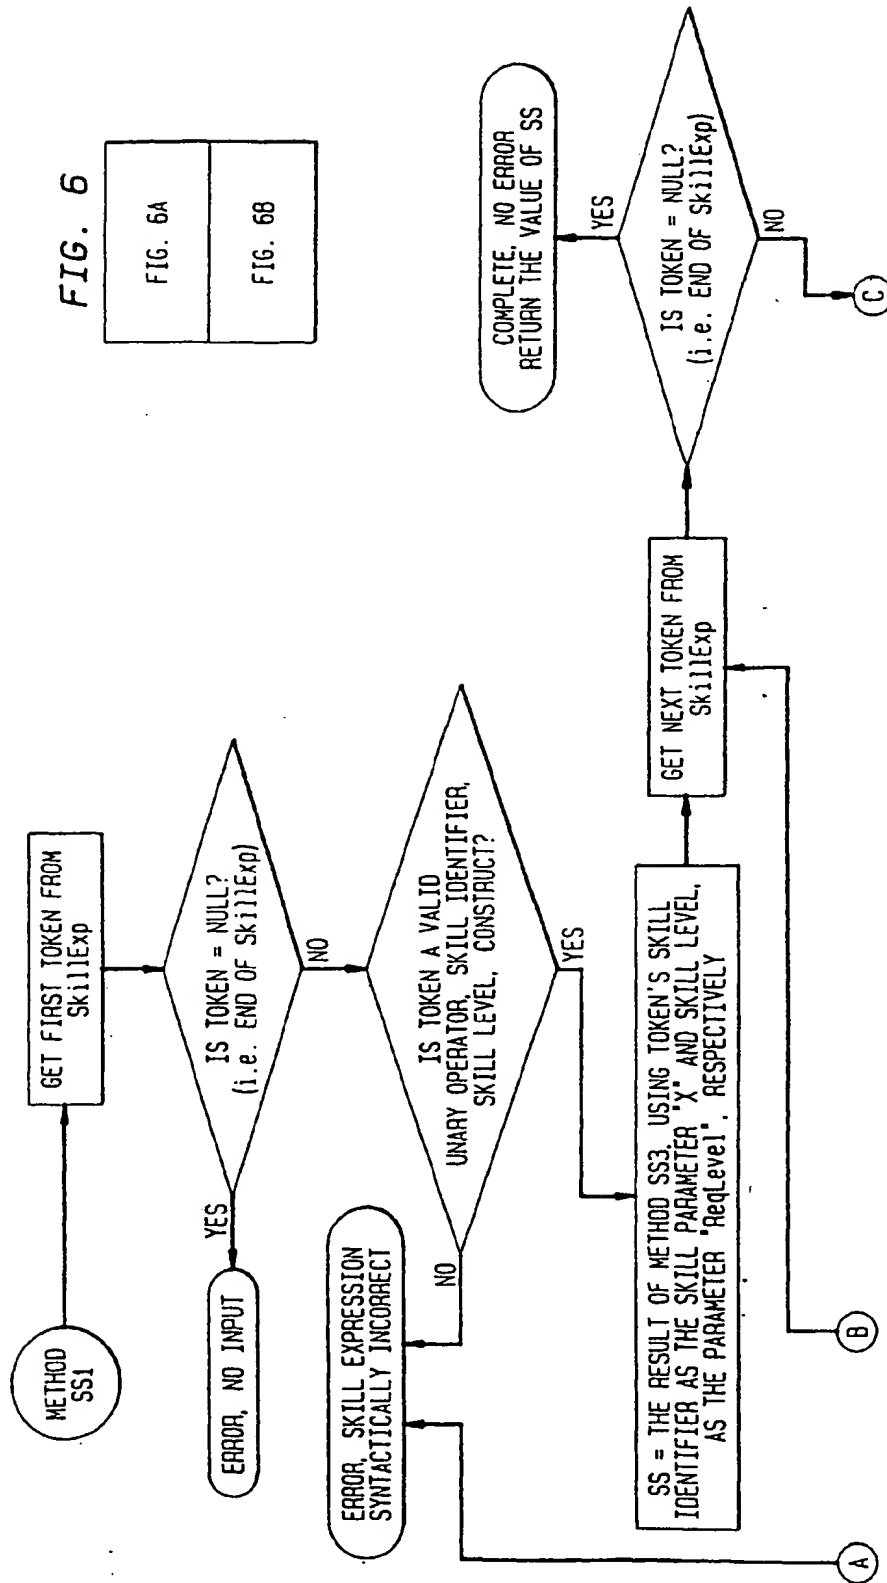 FIG. 6
FIG. 6A
FIG. 6B
METHOD
SS1
GET FIRST TOKEN FROM
SkillExp
IS TOKEN = NULL?
(i.e. END OF SkillExp)
YES
NO
ERROR, NO INPUT
IS TOKEN A VALID
UNARY OPERATOR, SKILL IDENTIFIER,
SKILL LEVEL, CONSTRUCT?
NO
YES
ERROR, SKILL EXPRESSION
SYNTACTICALLY INCORRECT
SS = THE RESULT OF METHOD SS3, USING TOKEN'S SKILL
IDENTIFIER AS THE SKILL PARAMETER "X" AND SKILL LEVEL,
AS THE PARAMETER "ReqLevel", RESPECTIVELY
GET NEXT TOKEN FROM
SkillExp
IS TOKEN = NULL?
(i.e. END OF SkillExp)
YES
NO
COMPLETE, NO ERROR
RETURN THE VALUE OF SS
A
B
C